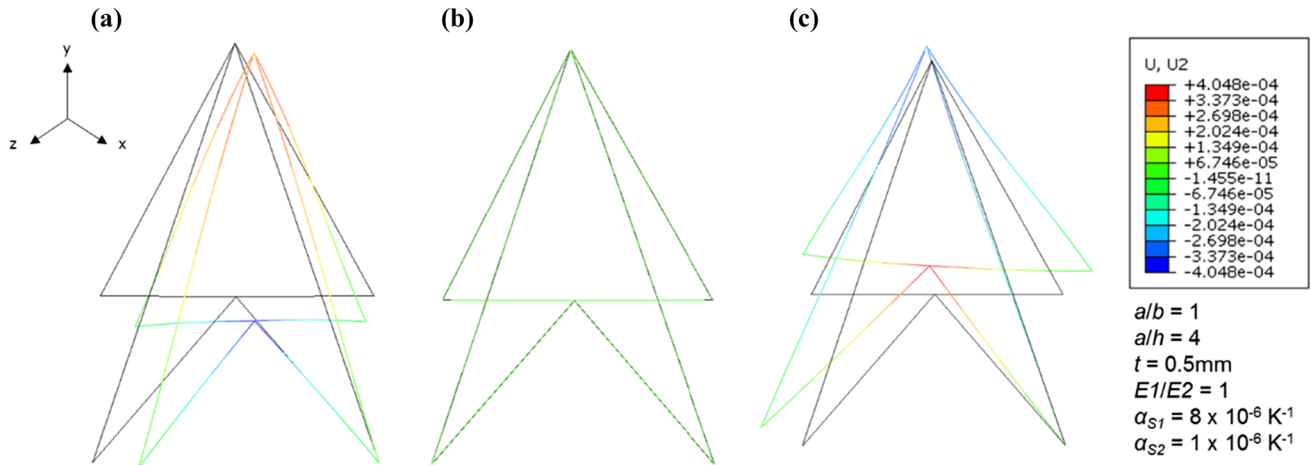 (a)
(b)
(c)
y
z
x
U, U2
+4.048e-04
+3.373e-04
+2.698e-04
+2.024e-04
+1.349e-04
+6.746e-05
-1.455e-11
-6.746e-05
-1.349e-04
-2.024e-04
-2.698e-04
-3.373e-04
-4.048e-04
a/b = 1
a/h = 4
t = 0.5mm
E1/E2 = 1
αS1 = 8 x 10⁻⁶ K⁻¹
αS2 = 1 x 10⁻⁶ K⁻¹